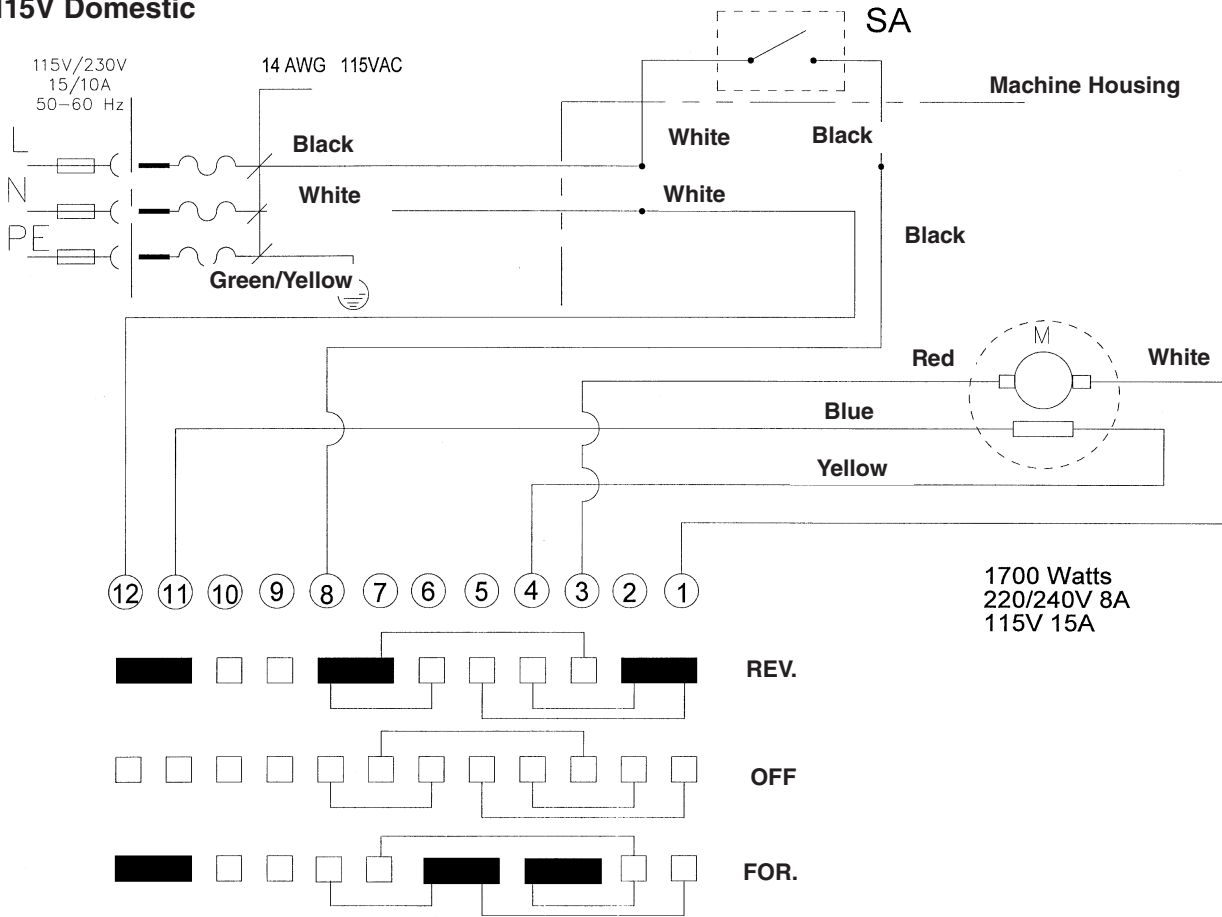 115V Domestic
SA
115V/230V
15/10A
50-60 Hz
14 AWG 115VAC
Machine Housing
L
Black
White
Black
N
White
White
PE
Black
Green/Yellow
M
Red
White
Blue
Yellow
12 11 10 9 8 7 6 5 4 3 2 1
1700 Watts
220/240V 8A
115V 15A
REV.
OFF
FOR.